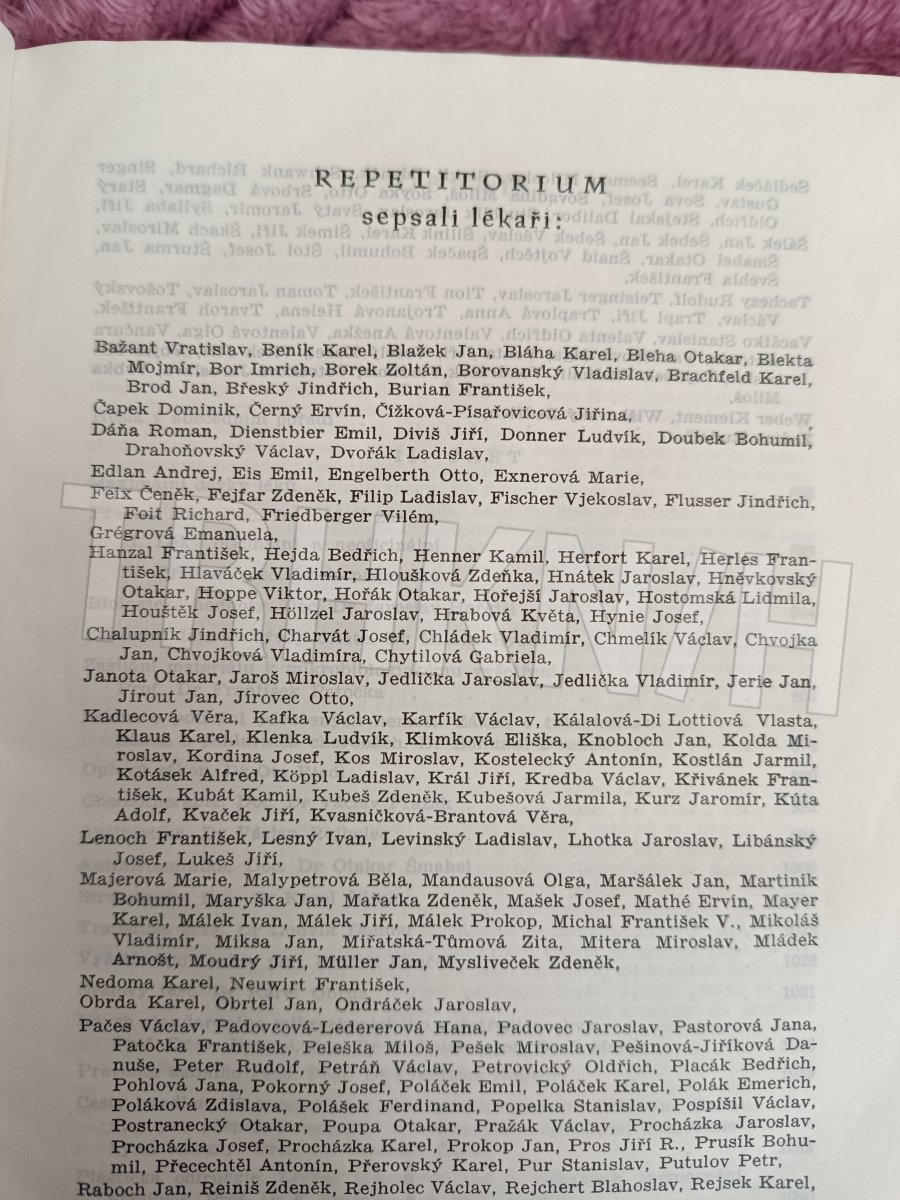 REPETITORIUM
sepsali lékaři:
Bažant Vratislav, Beník Karel, Blažek Jan, Bláha Karel, Bleha Otakar, Blekta
Mojmír, Bor Imrich, Borek Zoltán, Borovanský Vladislav, Brachfeld Karel,
Brod Jan, Břeský Jindřich, Burian František,
Čapek Dominik, Černý Ervín, Čížková-Písařovicová Jiřina,
Dáňa Roman, Dienstbier Emil, Diviš Jiří, Donner Ludvík, Doubek Bohumil,
Drahoňovský Václav, Dvořák Ladislav,
Edlan Andrej, Eis Emil, Engelberth Otto, Exnerová Marie,
Feix Čeněk, Fejfar Zdeněk, Filip Ladislav, Fischer Vjekoslav, Flusser Jindřich,
Foit Richard, Friedberger Vilém,
Grégrová Emanuela,
Hanzal František, Hejda Bedřich, Henner Kamil, Herfort Karel, Herles Fran-
tišek, Hlaváček Vladimír, Hloušková Zdeňka, Hnátek Jaroslav, Hněvkovský
Otakar, Hoppe Viktor, Hořák Otakar, Hořejší Jaroslav, Hostomská Lidmila,
Houštěk Josef, Höllzel Jaroslav, Hrabová Květa, Hynie Josef,
Chalupník Jindřich, Charvát Josef, Chládek Vladimír, Chmelík Václav, Chvojka
Jan, Chvojková Vladimíra, Chytilová Gabriela,
Janota Otakar, Jaroš Miroslav, Jedlička Jaroslav, Jedlička Vladimír, Jerie Jan,
Jirout Jan, Jírovec Otto,
Kadlecová Věra, Kafka Václav, Karfík Václav, Kálalová-Di Lottiová Vlasta,
Klaus Karel, Klenka Ludvík, Klimková Eliška, Knobloch Jan, Kolda Mi-
roslav, Kordina Josef, Kos Miroslav, Kostelecký Antonín, Kostlán Jarmil,
Kotásek Alfred, Köppl Ladislav, Král Jiří, Kredba Václav, Křivánek Fran-
tišek, Kubát Kamil, Kubeš Zdeněk, Kubešová Jarmila, Kurz Jaromír, Kúta
Adolf, Kvaček Jiří, Kvasničková-Brantová Věra,
Lenoch František, Lesný Ivan, Levinský Ladislav, Lhotka Jaroslav, Libánský
Josef, Lukeš Jiří,
Majerová Marie, Malypetrová Běla, Mandausová Olga, Maršálek Jan, Martiník
Bohumil, Maryška Jan, Mařatka Zdeněk, Mašek Josef, Mathé Ervín, Mayer
Karel, Málek Ivan, Málek Jiří, Málek Prokop, Michal František V., Mikoláš
Vladimír, Miksa Jan, Miřatská-Tůmová Zita, Mitera Miroslav, Mládek
Arnošt, Moudrý Jiří, Müller Jan, Mysliveček Zdeněk,
Nedoma Karel, Neuwirt František,
Obrda Karel, Obrtel Jan, Ondráček Jaroslav,
Pačes Václav, Padovcová-Ledererová Hana, Padovec Jaroslav, Pastorová Jana,
Patočka František, Peleška Miloš, Pešek Miroslav, Pešinová-Jiříková Da-
nuše, Peter Rudolf, Petráň Václav, Petrovický Oldřich, Placák Bedřich,
Pohlová Jana, Pokorný Josef, Poláček Emil, Poláček Karel, Polák Emerich,
Poláková Zdislava, Polášek Ferdinand, Popelka Stanislav, Pospíšil Václav,
Postranecký Otakar, Poupa Otakar, Pražák Václav, Procházka Jaroslav,
Procházka Josef, Procházka Karel, Prokop Jan, Pros Jiří R., Prusík Bohu-
mil, Přecechtěl Antonín, Přerovský Karel, Pur Stanislav, Putulov Petr,
Raboch Jan, Reiniš Zdeněk, Rejholec Václav, Rejchert Blahoslav, Rejsek Karel,